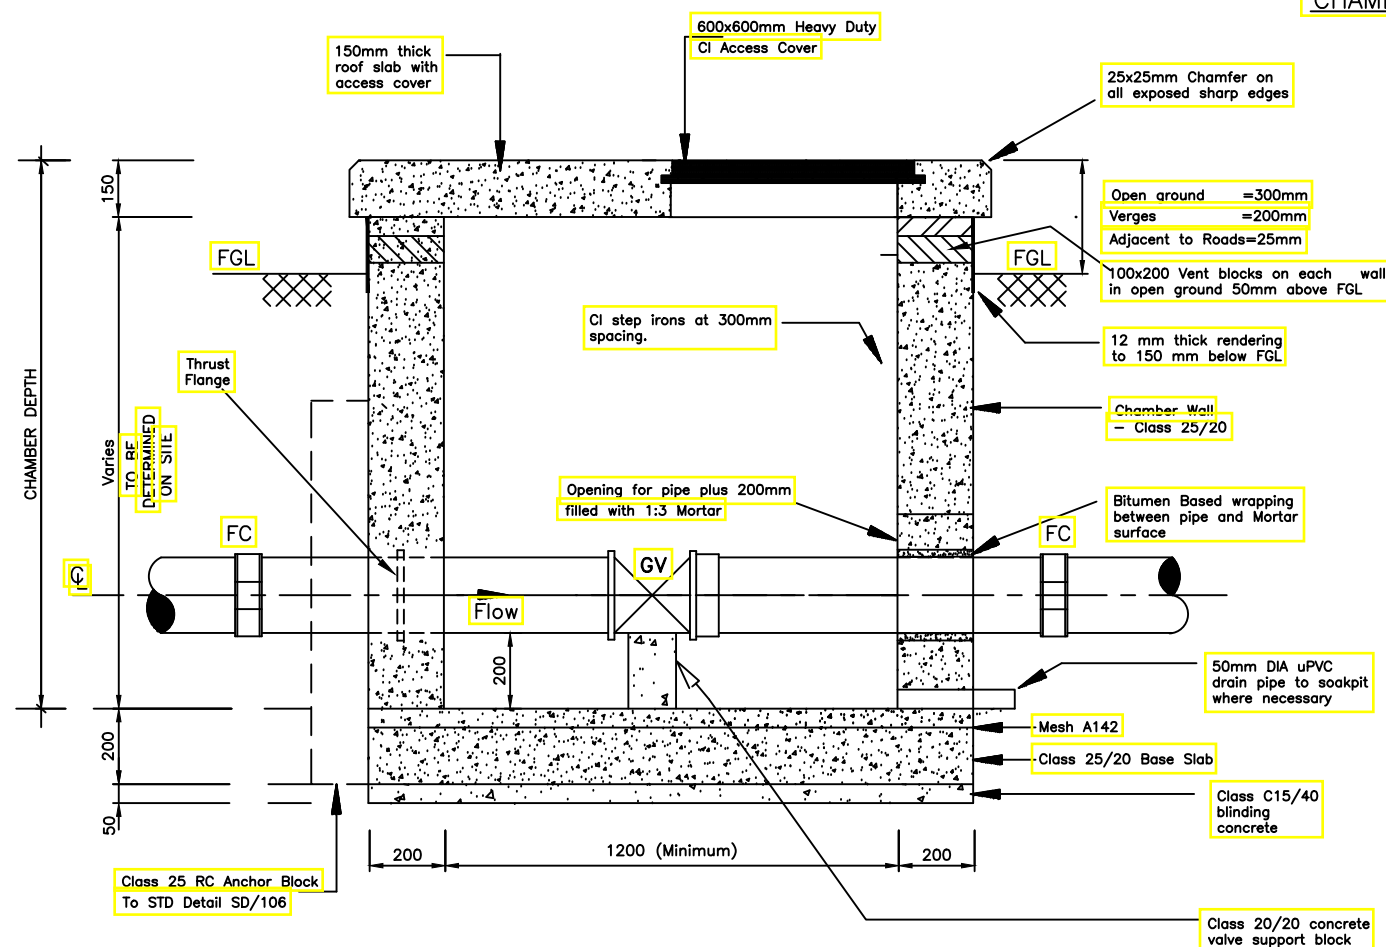 CHAM
600x600mm Heavy Duty
CI Access Cover
150mm thick
roof slab with
access cover
25x25mm Chamfer on
all exposed sharp edges
150
Open ground =300mm
Verges =200mm
Adjacent to Roads=25mm
FGL
FGL
100x200 Vent blocks on each wall
in open ground 50mm above FGL
CI step irons at 300mm
spacing.
12 mm thick rendering
to 150 mm below FGL
Thrust
Flange
CHAMBER DEPTH
Varies
TO BE
DETERMINED
ON SITE
Chamber Wall
- Class 25/20
Opening for pipe plus 200mm
filled with 1:3 Mortar
Bitumen Based wrapping
between pipe and Mortar
surface
FC
FC
GV
Flow
200
50mm DIA uPVC
drain pipe to soakpit
where necessary
Mesh A142
200
Class 25/20 Base Slab
Class C15/40
blinding
concrete
50
200
1200 (Minimum)
200
Class 25 RC Anchor Block
To STD Detail SD/106
Class 20/20 concrete
valve support block